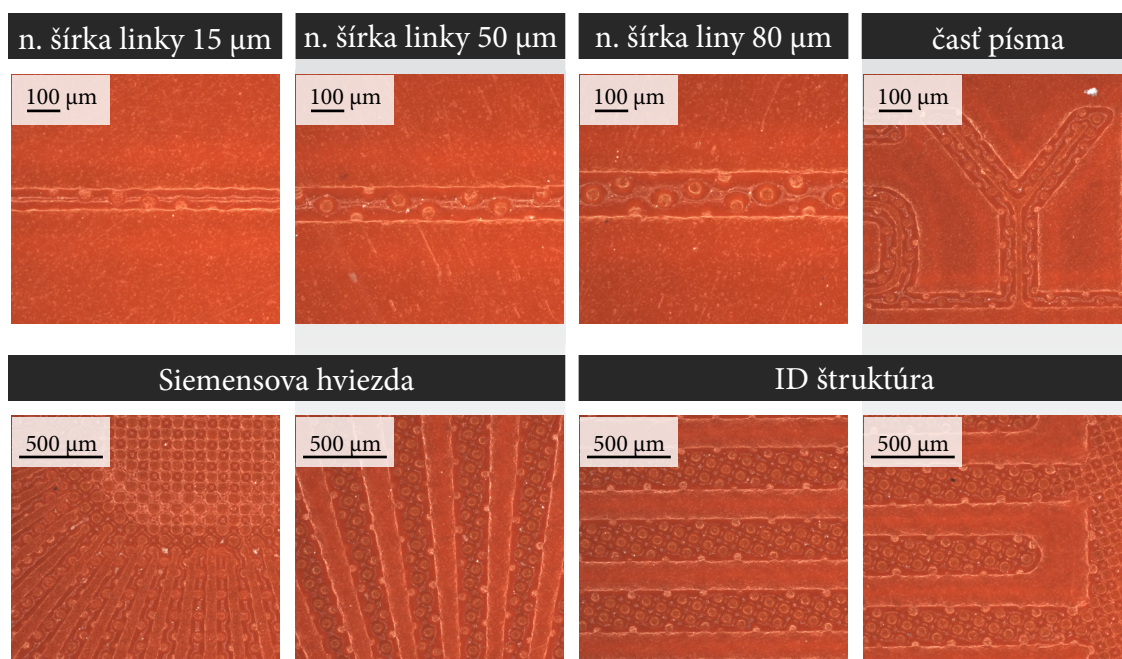 n. šírka linky 15 µm
n. šírka linky 50 µm
n. šírka liny 80 µm
časť písma
100 µm
100 µm
100 µm
100 µm
Siemensova hviezda
ID štruktúra
500 µm
500 µm
500 µm
500 µm